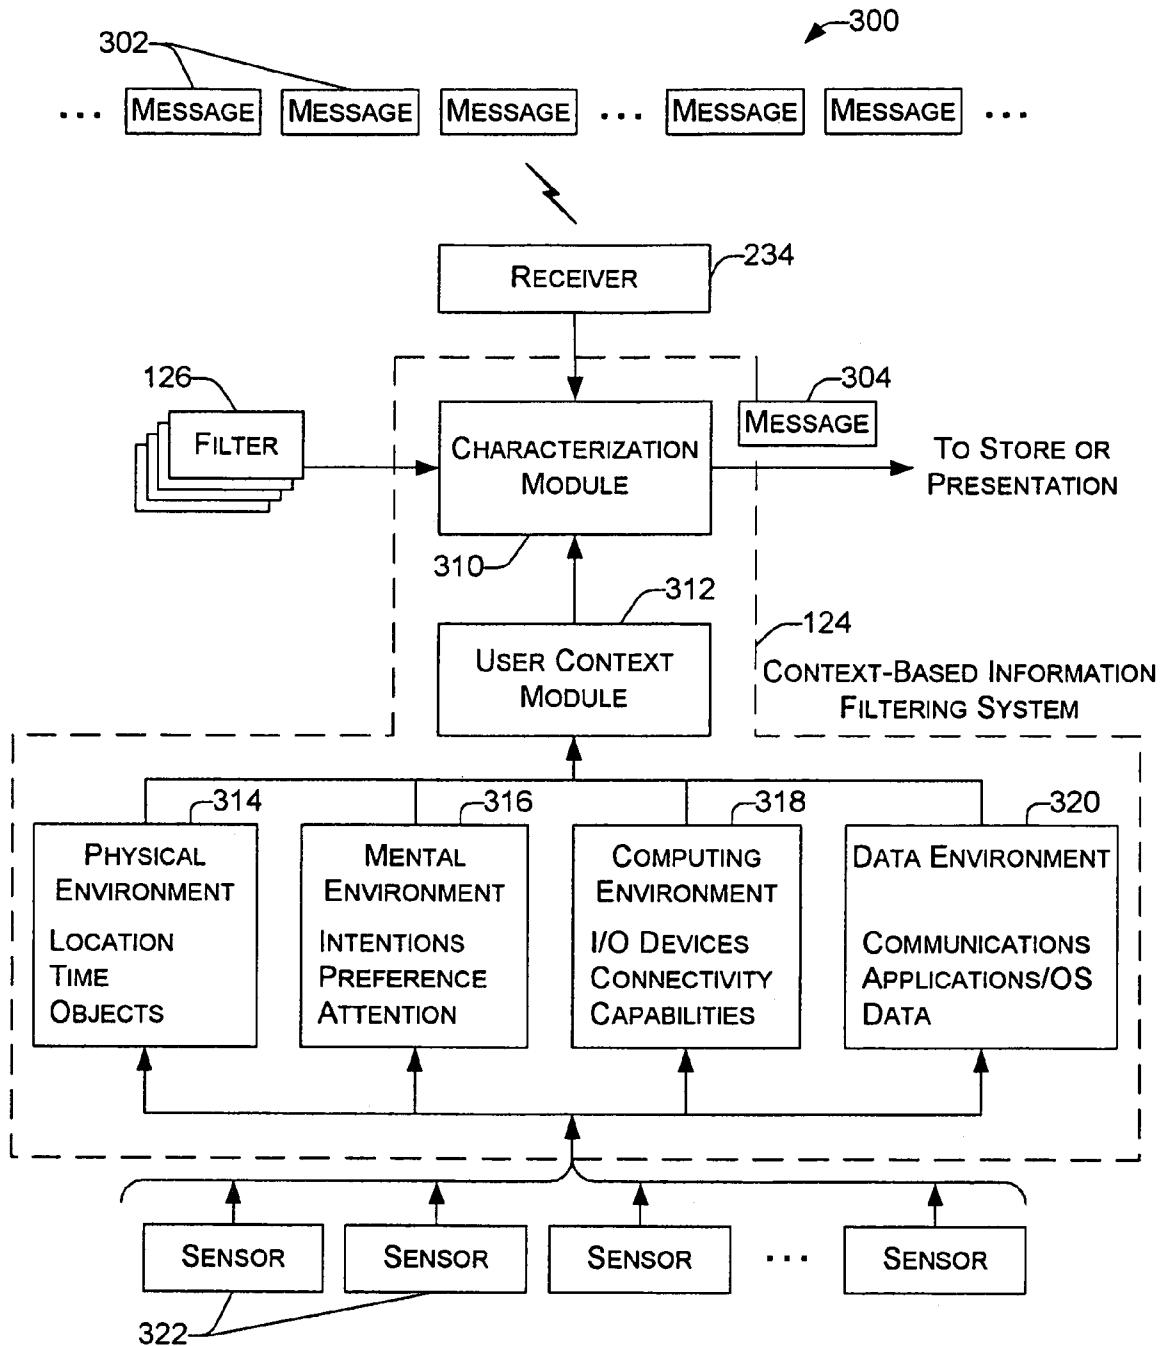 300
302
... MESSAGE MESSAGE MESSAGE ... MESSAGE MESSAGE ...
RECEIVER
234
126
FILTER
CHARACTERIZATION
MODULE
310
304
MESSAGE
TO STORE OR
PRESENTATION
312
USER CONTEXT
MODULE
124
CONTEXT-BASED INFORMATION
FILTERING SYSTEM
314
PHYSICAL
ENVIRONMENT
LOCATION
TIME
OBJECTS
316
MENTAL
ENVIRONMENT
INTENTIONS
PREFERENCE
ATTENTION
318
COMPUTING
ENVIRONMENT
I/O DEVICES
CONNECTIVITY
CAPABILITIES
320
DATA ENVIRONMENT
COMMUNICATIONS
APPLICATIONS/OS
DATA
SENSOR SENSOR SENSOR ... SENSOR
322